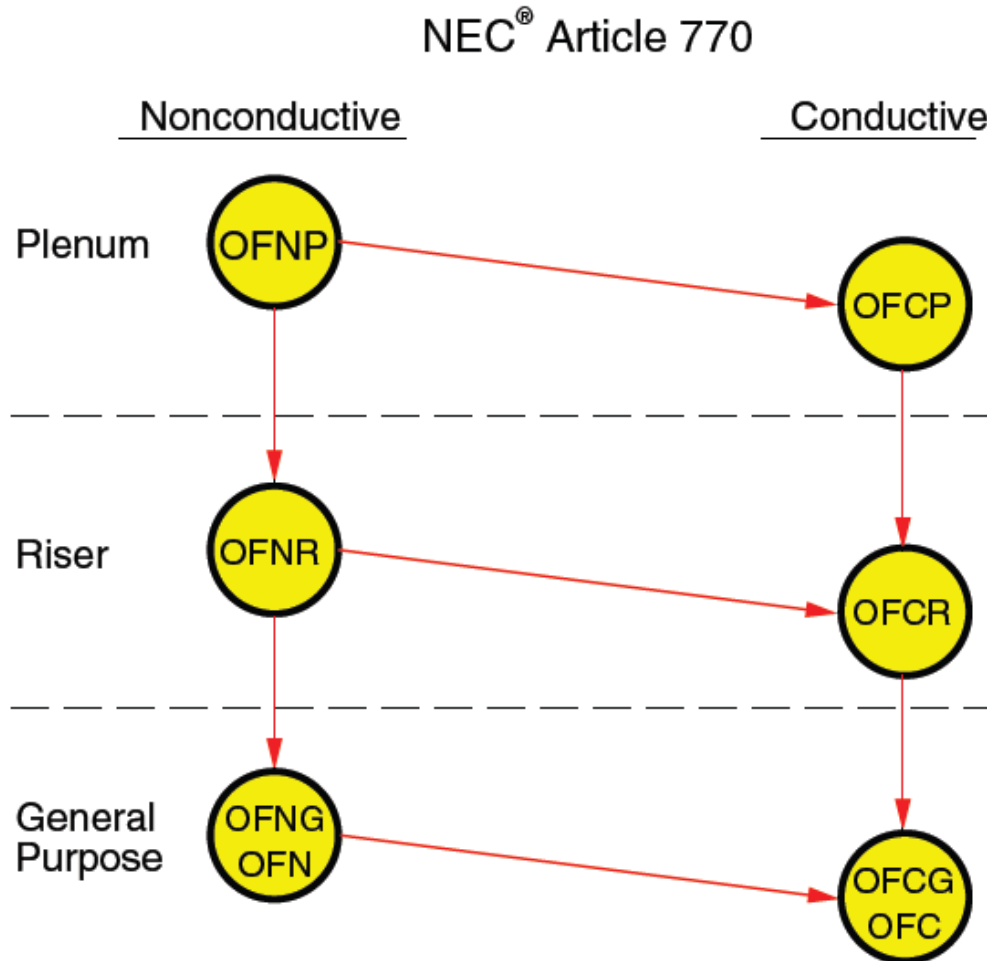 NEC® Article 770
Nonconductive
Conductive
Plenum
OFNP
OFCP
Riser
OFNR
OFCR
General
Purpose
OFNG
OFN
OFCG
OFC